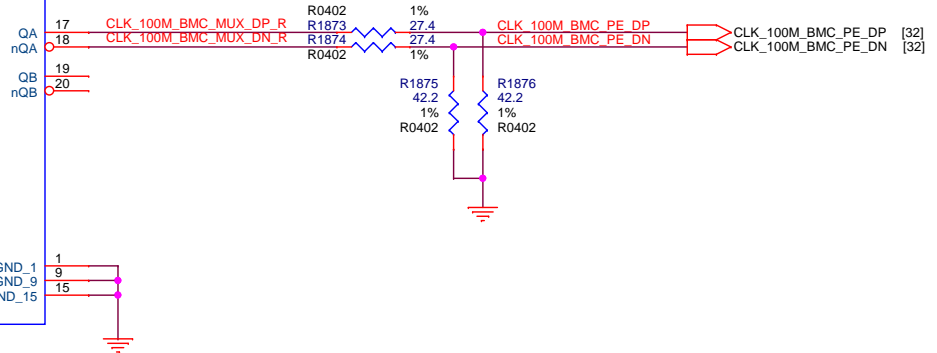 R0402 1%
QA 17 CLK_100M_BMC_MUX_DP_R R1873 27.4 CLK_100M_BMC_PE_DP CLK_100M_BMC_PE_DP [32]
nQA 18 CLK_100M_BMC_MUX_DN_R R1874 27.4 CLK_100M_BMC_PE_DN CLK_100M_BMC_PE_DN [32]
R0402 1%
QB 19
nQB 20
R1875 R1876
42.2 42.2
1% 1%
R0402 R0402
GND_1 1
GND_9 9
ND_15 15